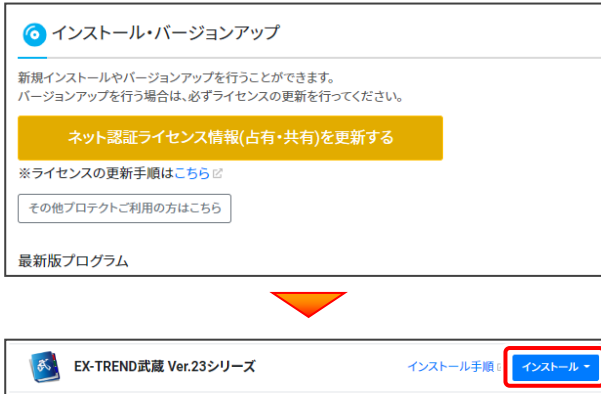 インストール・バージョンアップ
新規インストールやバージョンアップを行うことができます。
バージョンアップを行う場合は、必ずライセンスの更新を行ってください。
ネット認証ライセンス情報(占有・共有)を更新する
※ライセンスの更新手順はこちら
その他プロテクトご利用の方はこちら
最新版プログラム
武
EX-TREND武蔵 Ver.23シリーズ
インストール手順
インストール